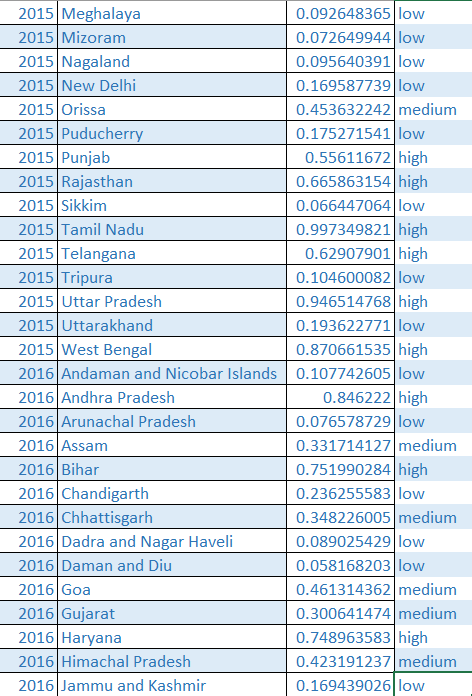 2015 Meghalaya 0.092648365 low
2015 Mizoram 0.072649944 low
2015 Nagaland 0.095640391 low
2015 New Delhi 0.169587739 low
2015 Orissa 0.453632242 medium
2015 Puducherry 0.175271541 low
2015 Punjab 0.55611672 high
2015 Rajasthan 0.665863154 high
2015 Sikkim 0.066447064 low
2015 Tamil Nadu 0.997349821 high
2015 Telangana 0.62907901 high
2015 Tripura 0.104600082 low
2015 Uttar Pradesh 0.946514768 high
2015 Uttarakhand 0.193622771 low
2015 West Bengal 0.870661535 high
2016 Andaman and Nicobar Islands 0.107742605 low
2016 Andhra Pradesh 0.846222 high
2016 Arunachal Pradesh 0.076578729 low
2016 Assam 0.331714127 medium
2016 Bihar 0.751990284 high
2016 Chandigarth 0.236255583 low
2016 Chhattisgarh 0.348226005 medium
2016 Dadra and Nagar Haveli 0.089025429 low
2016 Daman and Diu 0.058168203 low
2016 Goa 0.461314362 medium
2016 Gujarat 0.300641474 medium
2016 Haryana 0.748963583 high
2016 Himachal Pradesh 0.423191237 medium
2016 Jammu and Kashmir 0.169439026 low